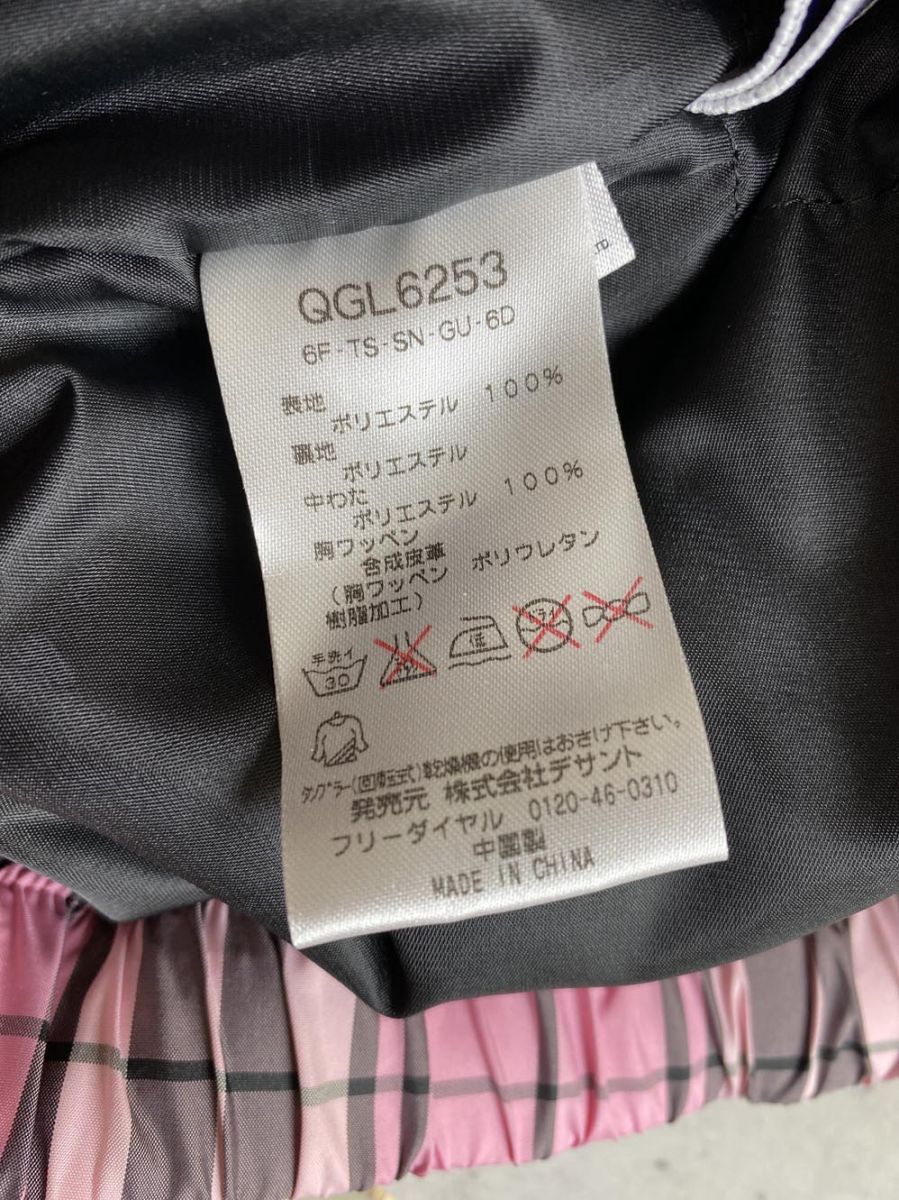 QGL6253
6F-TS-SN-GU-6D
表地
ポリエステル 100%
裏地
ポリエステル
中わた
ポリエステル 100%
胸ワッペン
合成皮革 ポリウレタン
(胸ワッペン
樹脂加工)
手洗イ
30
ドライ
タンブラー(回転式)乾燥機の使用はおさけ下さい。
発売元 株式会社デサント
フリーダイヤル 0120-46-0310
中国製
MADE IN CHINA